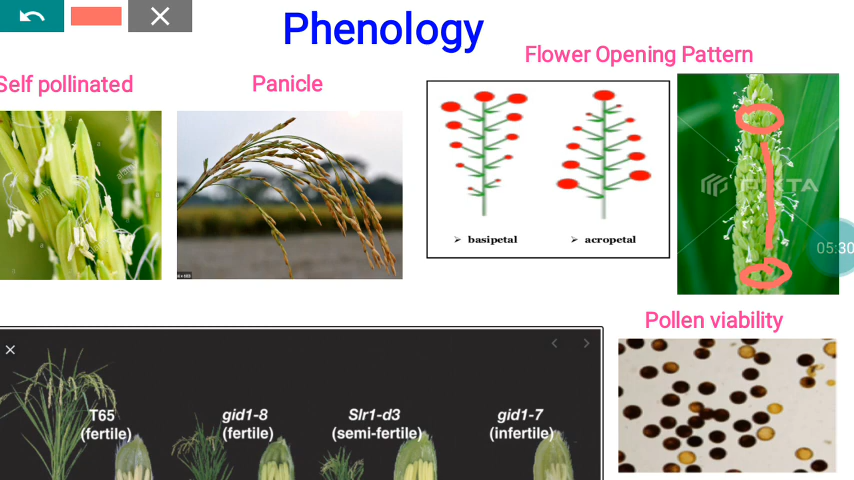 Phenology
Flower Opening Pattern
Self pollinated
Panicle
➢ basipetal
➢ acropetal
PIXTA
05:30
Pollen viability
T65
(fertile)
gid1-8
(fertile)
Slr1-d3
(semi-fertile)
gid1-7
(infertile)